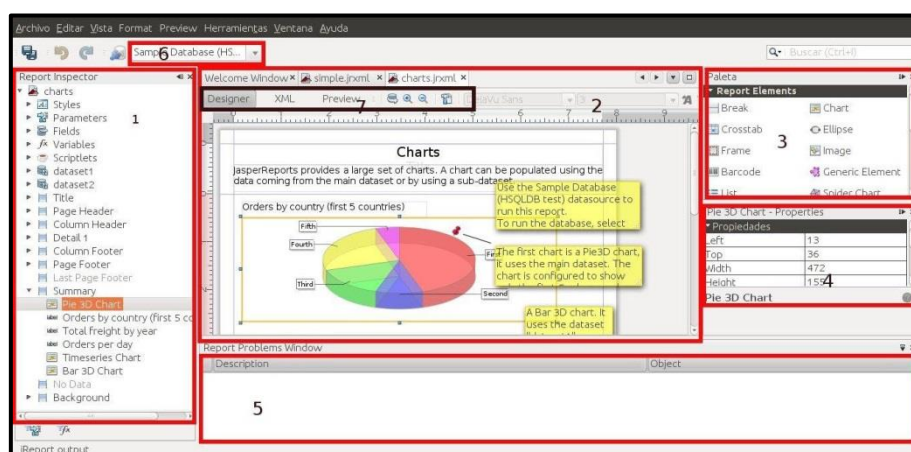 Archivo Editar Vista Format Preview Herramientas Ventana Ayuda
Sample Database (HS...
6
Buscar (Ctrl+I)
Report Inspector
charts
Styles
Parameters
1
Fields
Variables
Scriptlets
dataset1
dataset2
Title
Page Header
Column Header
Detail 1
Column Footer
Page Footer
Last Page Footer
Summary
Pie 3D Chart
Orders by country (first 5 co
Total freight by year
Orders per day
Timeseries Chart
Bar 3D Chart
No Data
Background
iReport output
Welcome Window simple.jrxml charts.jrxml
Designer XML Preview
7
2
0 1 2 3 4 5 6 7 8
Charts
JasperReports provides a large set of charts. A chart can be populated using the
data coming from the main dataset or by using a sub-dataset
Use the Sample Database
(HSQLDB test) datasource to
run this report.
To run the database, select
Orders by country (first 5 countries)
Fifth
Fourth
Third
Second
The first chart is a Pie3D chart,
it uses the main dataset. The
chart is configured to show
A Bar 3D chart. It
uses the dataset
Report Problems Window
Description Object
5
Paleta
Report Elements
Break Chart
Crosstab Ellipse
3
Frame Image
Barcode Generic Element
List Spider Chart
Pie 3D Chart - Properties
Propiedades
Left 13
Top 36
Width 472
Height 155
4
Pie 3D Chart